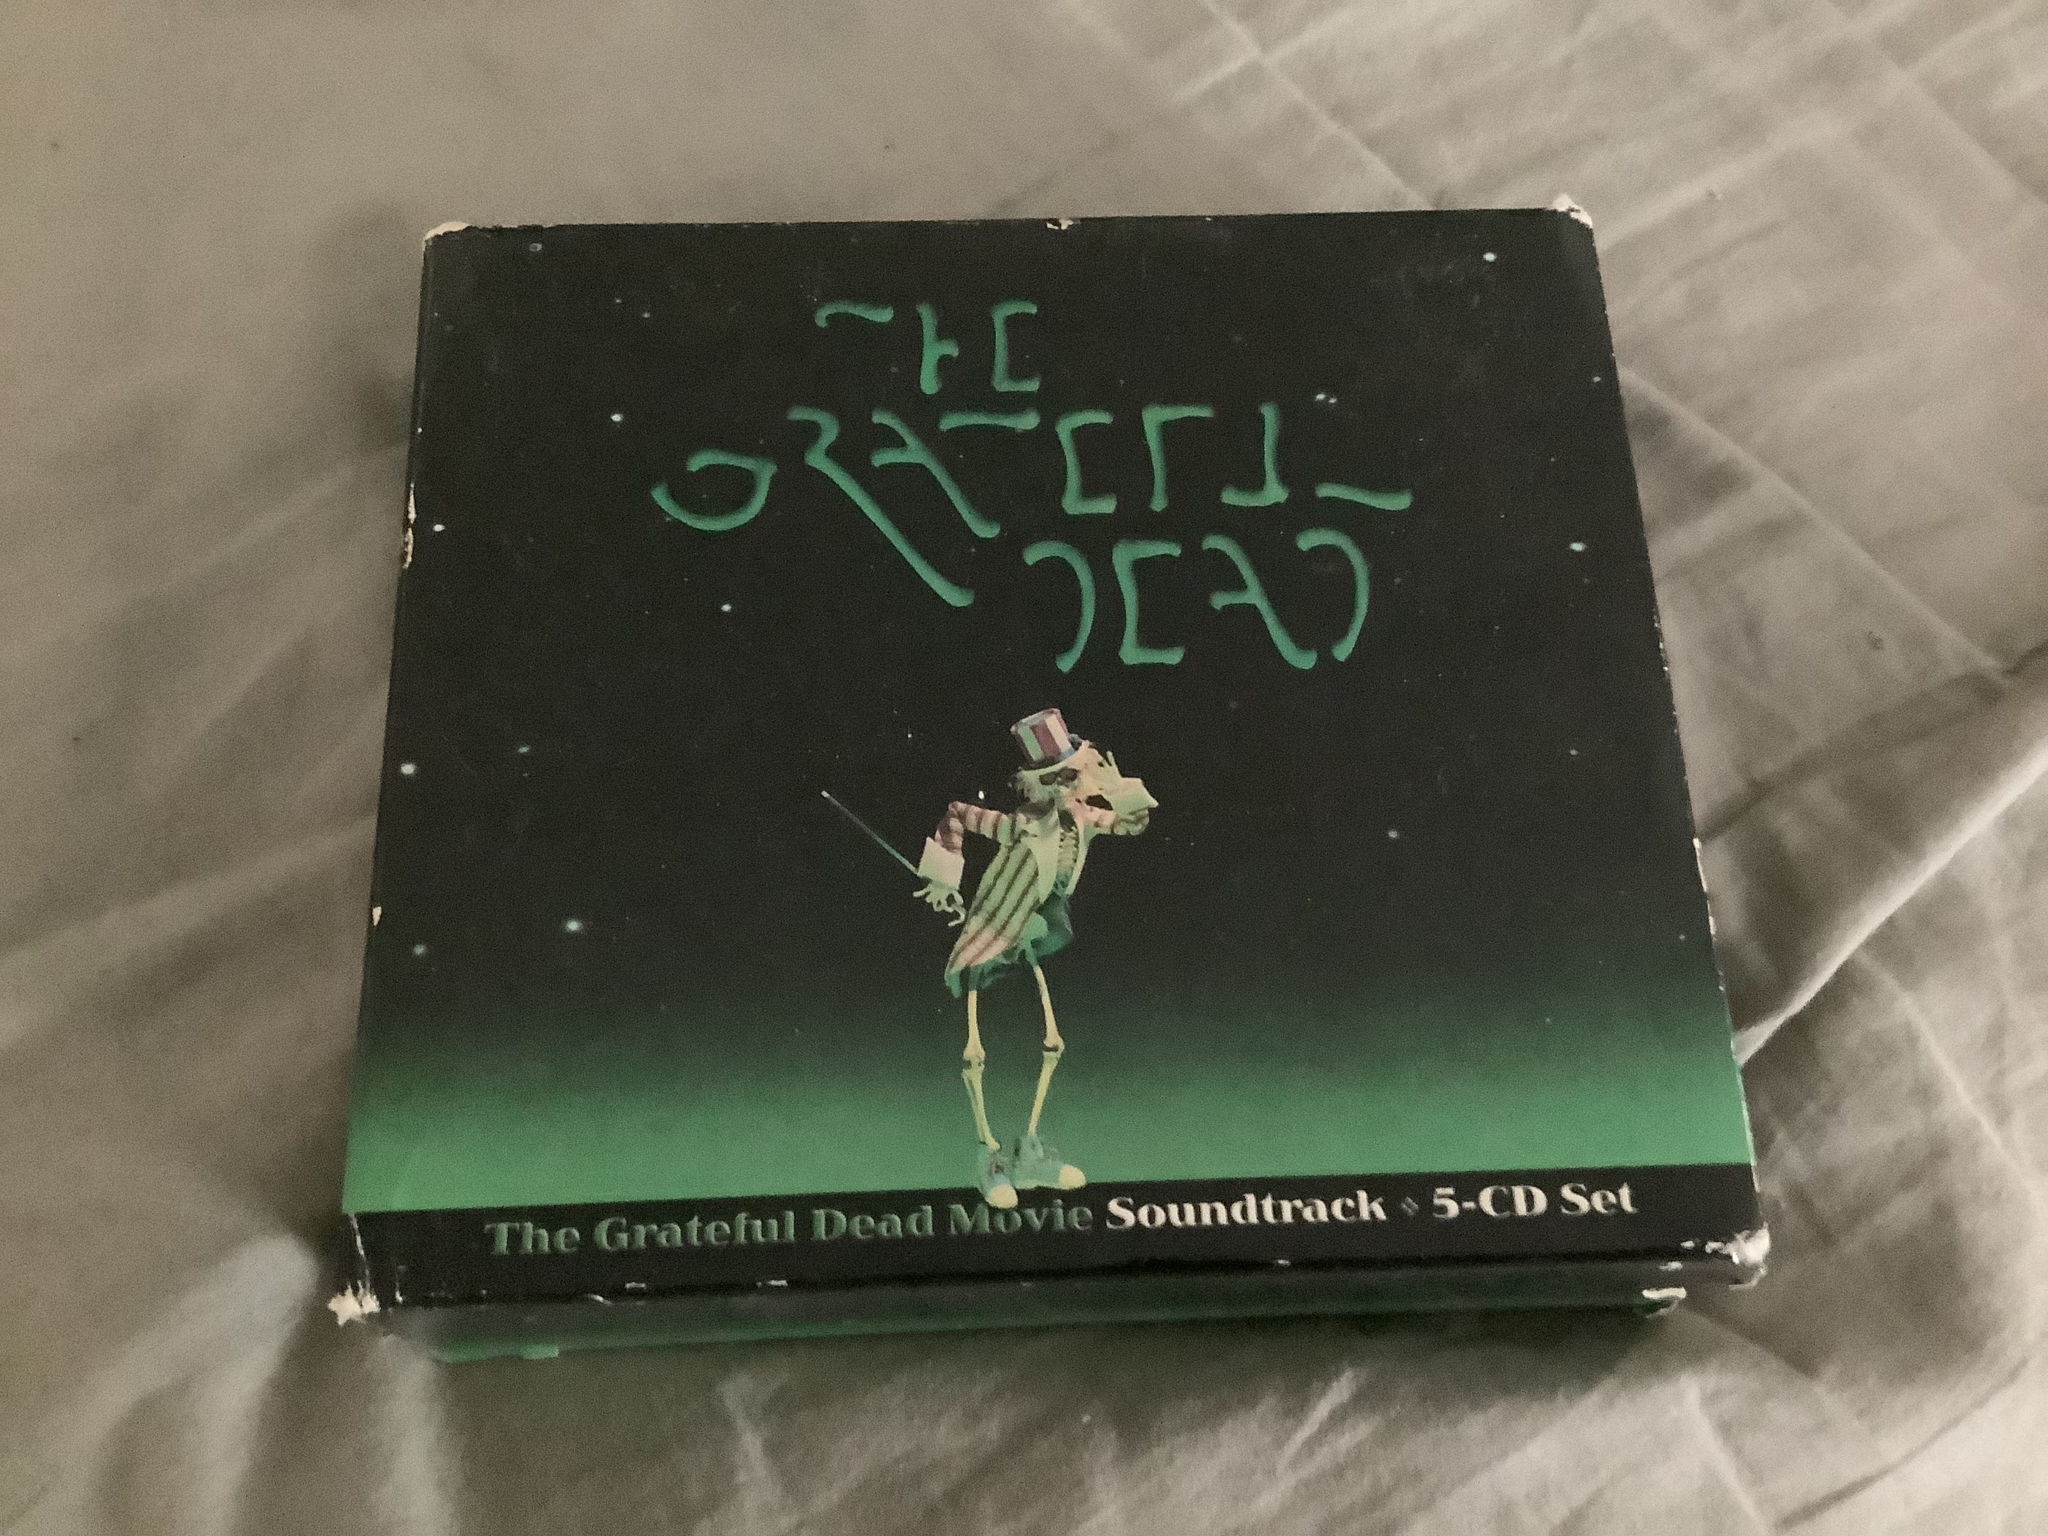 THE
GRATEFUL
DEAD
The Grateful Dead Movie Soundtrack ⋄ 5-CD Set